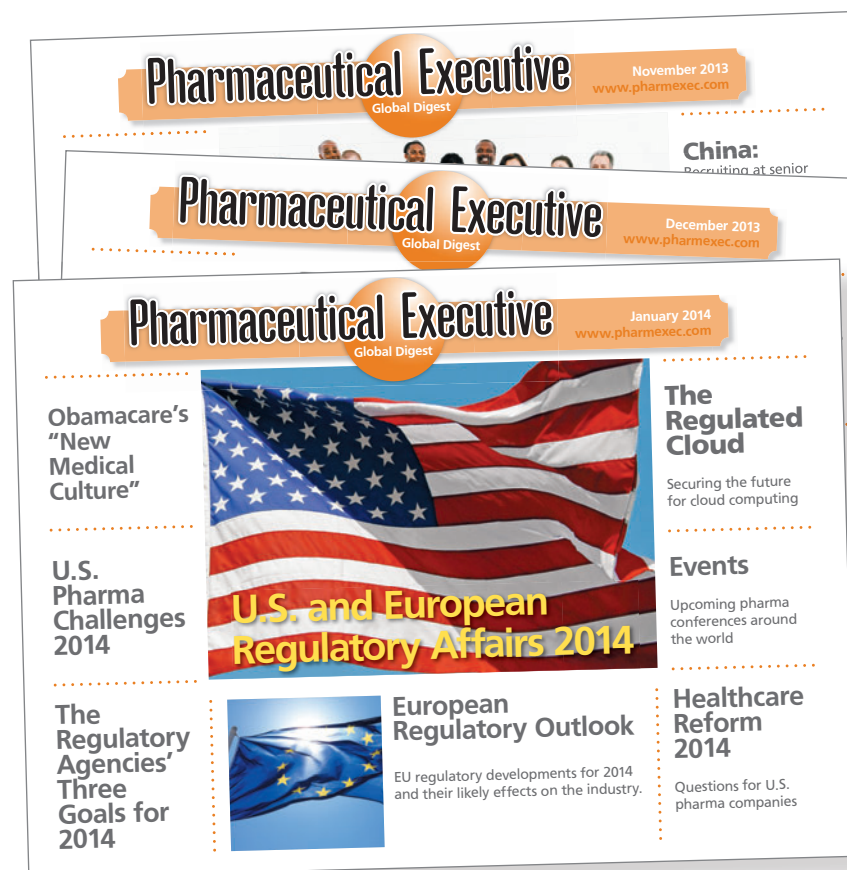 Pharmaceutical Executive
Global Digest
November 2013
www.pharmexec.com
China:
Recruiting at senior
Pharmaceutical Executive
Global Digest
December 2013
www.pharmexec.com
Pharmaceutical Executive
Global Digest
January 2014
www.pharmexec.com
Obamacare's
"New
Medical
Culture"
U.S.
Pharma
Challenges
2014
The
Regulatory
Agencies'
Three
Goals for
2014
U.S. and European
Regulatory Affairs 2014
European
Regulatory Outlook
EU regulatory developments for 2014
and their likely effects on the industry.
The
Regulated
Cloud
Securing the future
for cloud computing
Events
Upcoming pharma
conferences around
the world
Healthcare
Reform
2014
Questions for U.S.
pharma companies